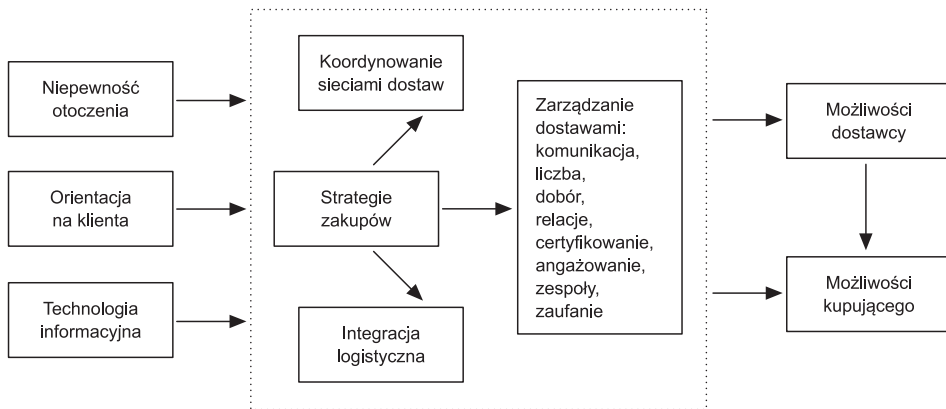 Niepewność
otoczenia
Orientacja
na klienta
Technologia
informacyjna
Koordynowanie
sieciami dostaw
Strategie
zakupów
Integracja
logistyczna
Zarządzanie
dostawami:
komunikacja,
liczba,
dobór,
relacje,
certyfikowanie,
angażowanie,
zespoły,
zaufanie
Możliwości
dostawcy
Możliwości
kupującego